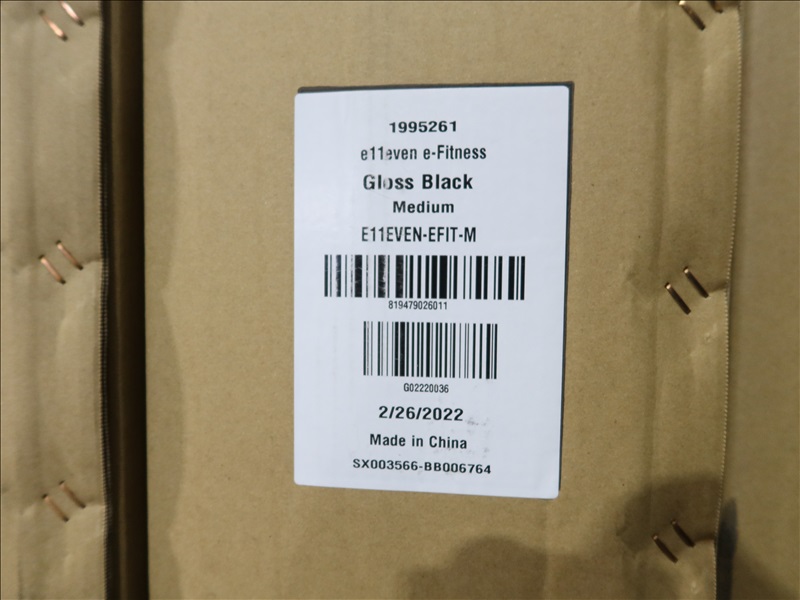 1995261
e11even e-Fitness
Gloss Black
Medium
E11EVEN-EFIT-M
819479026011
G02220036
2/26/2022
Made in China
SX003566-BB006764